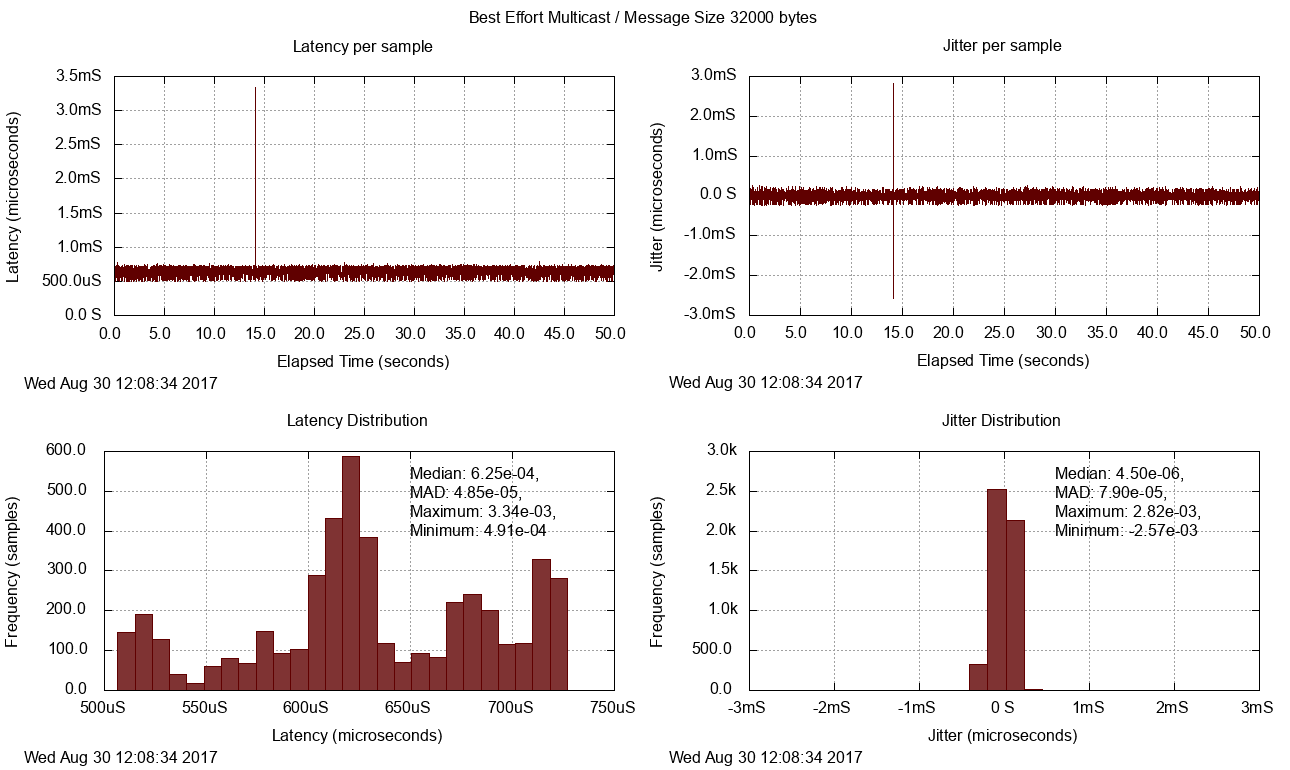 Best Effort Multicast / Message Size 32000 bytes
Latency per sample
3.5mS
3.0mS
2.5mS
2.0mS
1.5mS
1.0mS
500.0uS
0.0 S
Latency (microseconds)
0.0 5.0 10.0 15.0 20.0 25.0 30.0 35.0 40.0 45.0 50.0
Elapsed Time (seconds)
Wed Aug 30 12:08:34 2017
Jitter per sample
3.0mS
2.0mS
1.0mS
0.0 S
-1.0mS
-2.0mS
-3.0mS
Jitter (microseconds)
0.0 5.0 10.0 15.0 20.0 25.0 30.0 35.0 40.0 45.0 50.0
Elapsed Time (seconds)
Wed Aug 30 12:08:34 2017
Latency Distribution
600.0
500.0
400.0
300.0
200.0
100.0
0.0
Frequency (samples)
Median: 6.25e-04,
MAD: 4.85e-05,
Maximum: 3.34e-03,
Minimum: 4.91e-04
500uS 550uS 600uS 650uS 700uS 750uS
Latency (microseconds)
Wed Aug 30 12:08:34 2017
Jitter Distribution
3.0k
2.5k
2.0k
1.5k
1.0k
500.0
0.0
Frequency (samples)
Median: 4.50e-06,
MAD: 7.90e-05,
Maximum: 2.82e-03,
Minimum: -2.57e-03
-3mS -2mS -1mS 0 S 1mS 2mS 3mS
Jitter (microseconds)
Wed Aug 30 12:08:34 2017